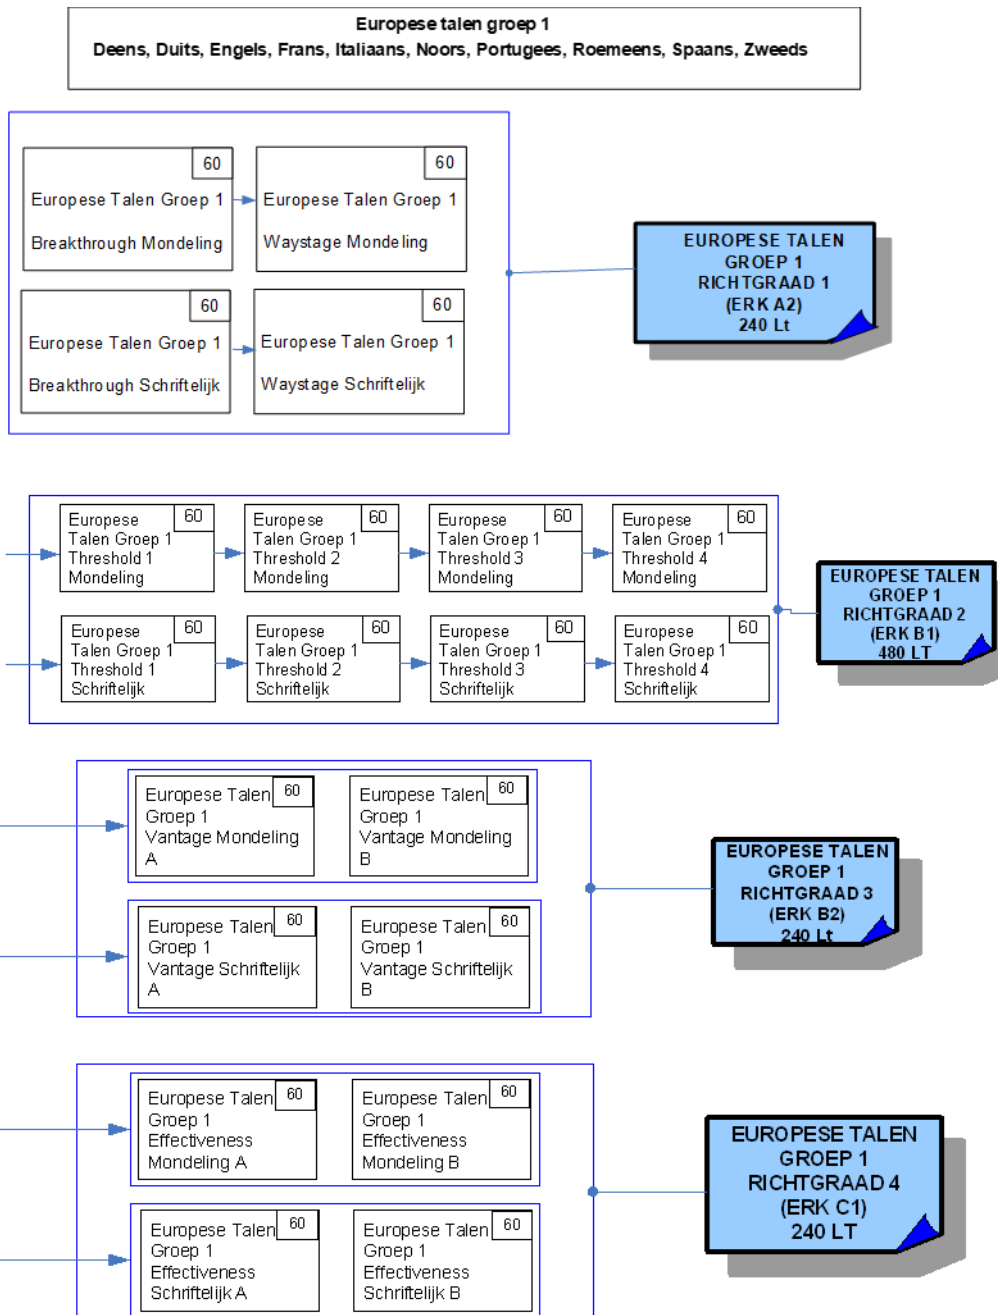 Europese talen groep 1
Deens, Duits, Engels, Frans, Italiaans, Noors, Portugees, Roemeens, Spaans, Zweeds
60
Europese Talen Groep 1
Breakthrough Mondeling
60
Europese Talen Groep 1
Waystage Mondeling
60
Europese Talen Groep 1
Breakthrough Schriftelijk
60
Europese Talen Groep 1
Waystage Schriftelijk
EUROPESE TALEN
GROEP 1
RICHTGRAAD 1
(ERK A2)
240 Lt
60
Europese
Talen Groep 1
Threshold 1
Mondeling
60
Europese
Talen Groep 1
Threshold 2
Mondeling
60
Europese
Talen Groep 1
Threshold 3
Mondeling
60
Europese
Talen Groep 1
Threshold 4
Mondeling
60
Europese
Talen Groep 1
Threshold 1
Schriftelijk
60
Europese
Talen Groep 1
Threshold 2
Schriftelijk
60
Europese
Talen Groep 1
Threshold 3
Schriftelijk
60
Europese
Talen Groep 1
Threshold 4
Schriftelijk
EUROPESE TALEN
GROEP 1
RICHTGRAAD 2
(ERK B1)
480 LT
60
Europese Talen
Groep 1
Vantage Mondeling
A
60
Europese Talen
Groep 1
Vantage Mondeling
B
60
Europese Talen
Groep 1
Vantage Schriftelijk
A
60
Europese Talen
Groep 1
Vantage Schriftelijk
B
EUROPESE TALEN
GROEP 1
RICHTGRAAD 3
(ERK B2)
240 Lt
60
Europese Talen
Groep 1
Effectiveness
Mondeling A
60
Europese Talen
Groep 1
Effectiveness
Mondeling B
60
Europese Talen
Groep 1
Effectiveness
Schriftelijk A
60
Europese Talen
Groep 1
Effectiveness
Schriftelijk B
EUROPESE TALEN
GROEP 1
RICHTGRAAD 4
(ERK C1)
240 LT